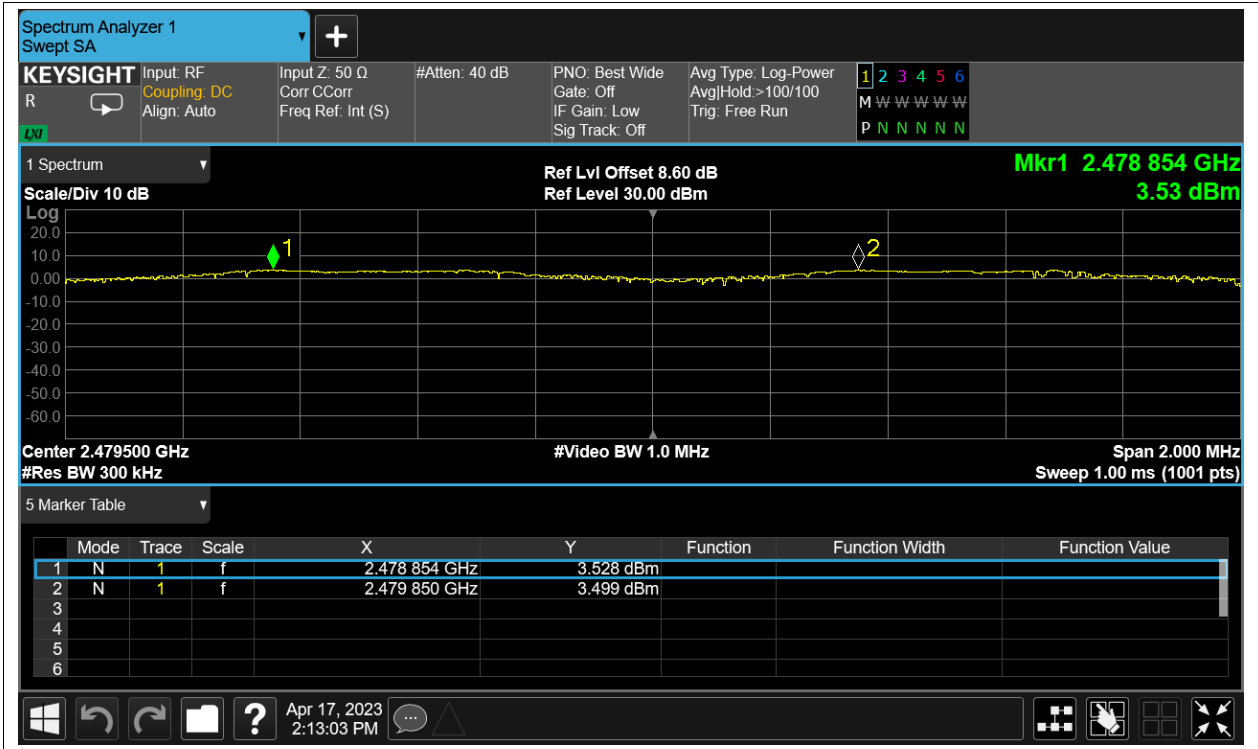 Spectrum Analyzer 1
Swept SA
KEYSIGHT Input: RF Input Z: 50 Ω #Atten: 40 dB PNO: Best Wide Avg Type: Log-Power 1 2 3 4 5 6
R Coupling: DC Corr CCorr Gate: Off Avg|Hold:>100/100 M W W W W W
Align: Auto Freq Ref: Int (S) IF Gain: Low Trig: Free Run
LXI Sig Track: Off P N N N N N
1 Spectrum Ref Lvl Offset 8.60 dB Mkr1 2.478 854 GHz
Scale/Div 10 dB Ref Level 30.00 dBm 3.53 dBm
Log
20.0
10.0 1 2
0.00
-10.0
-20.0
-30.0
-40.0
-50.0
-60.0
Center 2.479500 GHz #Video BW 1.0 MHz Span 2.000 MHz
#Res BW 300 kHz Sweep 1.00 ms (1001 pts)
5 Marker Table
Mode Trace Scale X Y Function Function Width Function Value
1 N 1 f 2.478 854 GHz 3.528 dBm
2 N 1 f 2.479 850 GHz 3.499 dBm
3
4
5
6
? Apr 17, 2023
2:13:03 PM